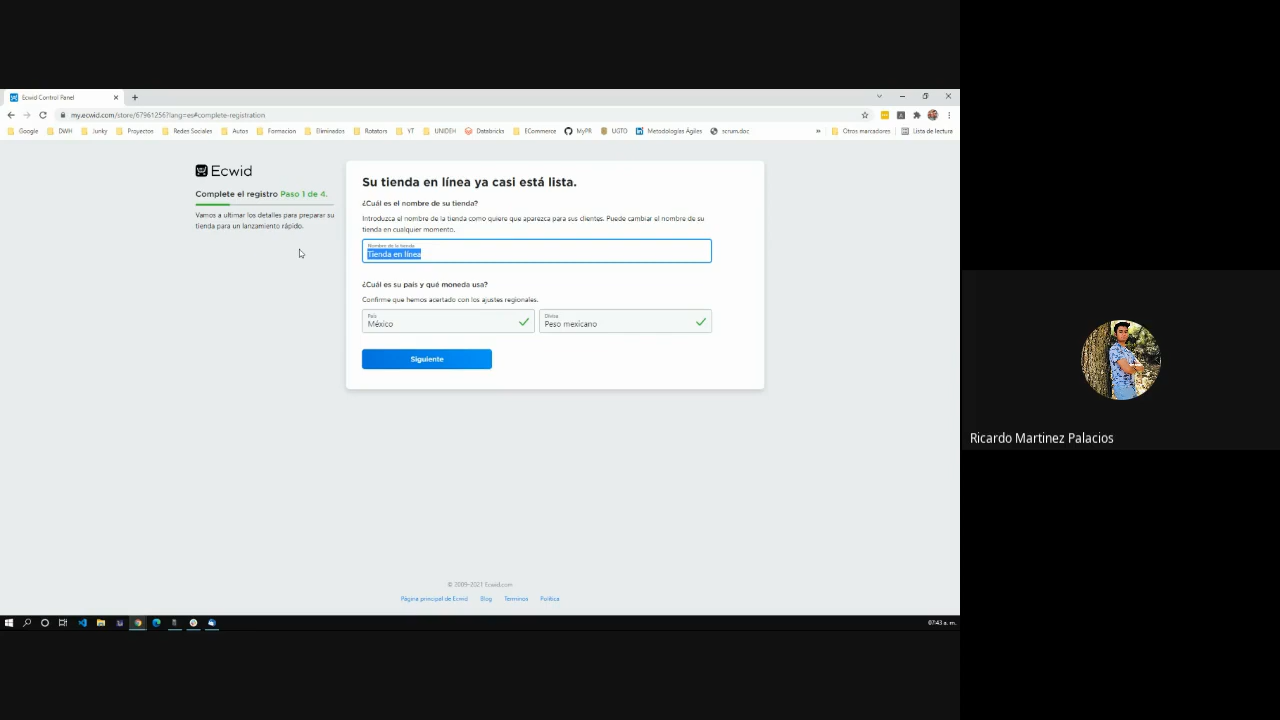 Ecwid Control Panel
my.ecwid.com/store/67961256?lang=es#complete-registration
Google DWH Junky Proyectos Redes Sociales Autos Formacion Eliminados Rotators YT UNIDEH Databricks ECommerce MyPR UGTO Metodologías Ágiles scrum.doc » Otros marcadores Lista de lectura
Ecwid
Complete el registro Paso 1 de 4.
Vamos a ultimar los detalles para preparar su
tienda para un lanzamiento rápido.
Su tienda en línea ya casi está lista.
¿Cuál es el nombre de su tienda?
Introduzca el nombre de la tienda como quiere que aparezca para sus clientes. Puede cambiar el nombre de su
tienda en cualquier momento.
Nombre de la tienda
Tienda en línea
¿Cuál es su país y qué moneda usa?
Confirme que hemos acertado con los ajustes regionales.
País
México
Divisa
Peso mexicano
Siguiente
© 2009-2021 Ecwid.com
Página principal de Ecwid Blog Términos Política
07:43 a. m.
Ricardo Martinez Palacios